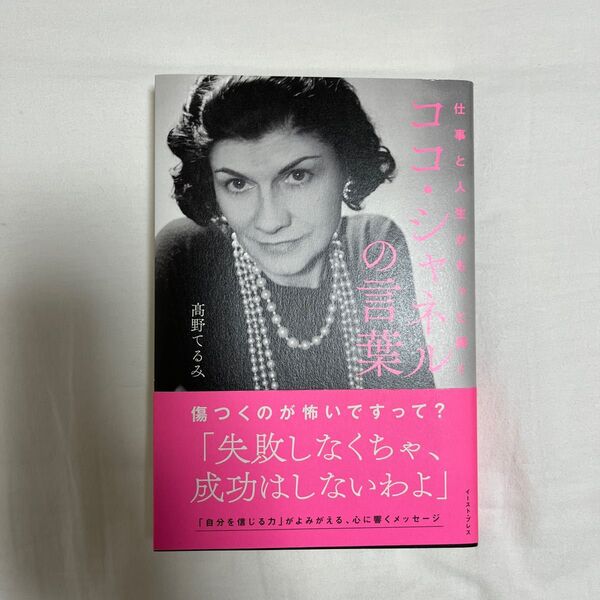 仕事と人生がもっと輝く
ココ・シャネル
の言葉
髙野てるみ
傷つくのが怖いですって?
「失敗しなくちゃ、
成功はしないわよ」
「自分を信じる力」がよみがえる、心に響くメッセージ
イースト・プレス